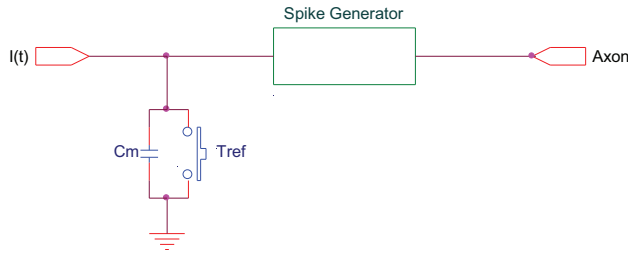 Spike Generator
I(t)
Axon
Cm
Tref